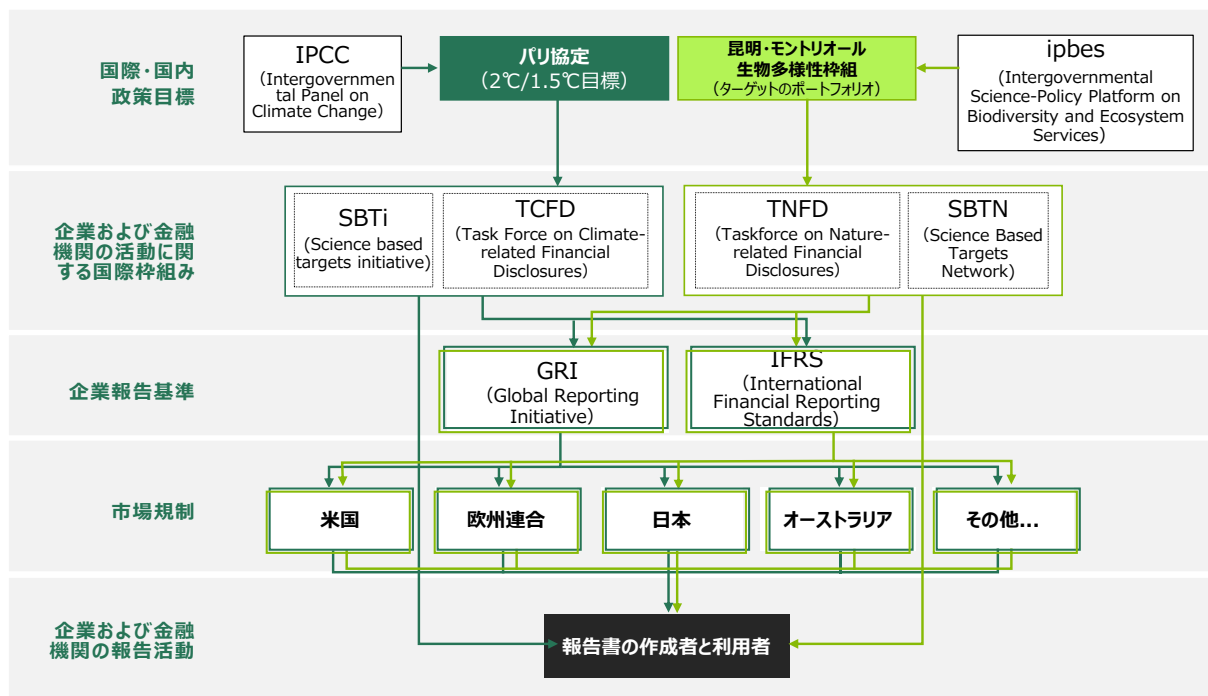 国際・国内
政策目標
IPCC
（Intergovernmen
tal Panel on
Climate Change）
パリ協定
（2℃/1.5℃目標）
昆明・モントリオール
生物多様性枠組
（ターゲットのポートフォリオ）
ipbes
（Intergovernmental
Science-Policy Platform on
Biodiversity and Ecosystem
Services）
企業および金融
機関の活動に関
する国際枠組み
SBTi
（Science based
targets initiative）
TCFD
（Task Force on Climate-
related Financial
Disclosures）
TNFD
（Taskforce on Nature-
related Financial
Disclosures）
SBTN
（Science Based
Targets
Network）
企業報告基準
GRI
（Global Reporting
Initiative）
IFRS
（International
Financial Reporting
Standards）
市場規制
米国
欧州連合
日本
オーストラリア
その他...
企業および金融
機関の報告活動
報告書の作成者と利用者